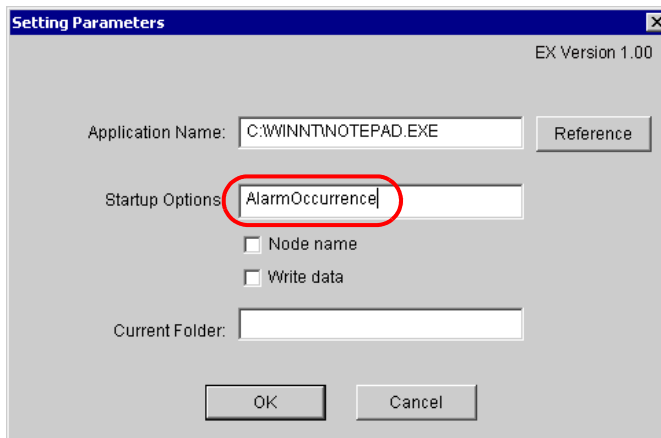 Setting Parameters
EX Version 1.00
Application Name: C:\WINNT\NOTEPAD.EXE Reference
Startup Options AlarmOccurrence
Node name
Write data
Current Folder:
OK Cancel